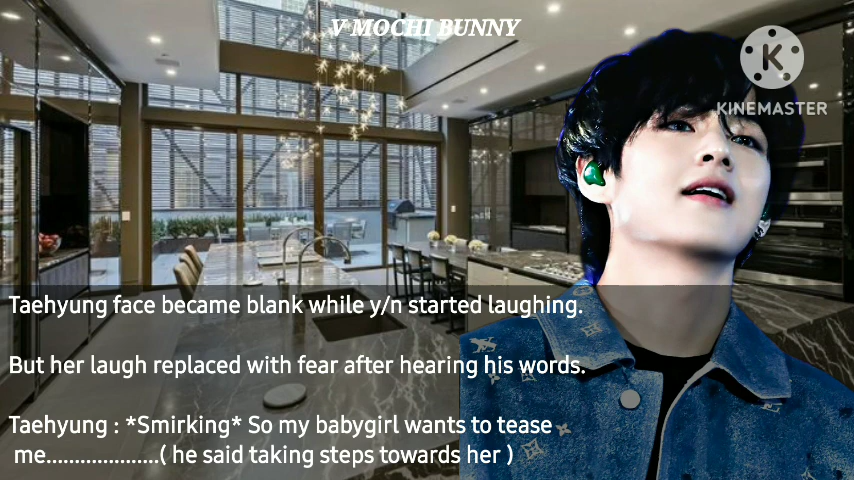 V MOCHI BUNNY
KINEMASTER
Taehyung face became blank while y/n started laughing.
But her laugh replaced with fear after hearing his words.
Taehyung : *Smirking* So my babygirl wants to tease
me....................( he said taking steps towards her )